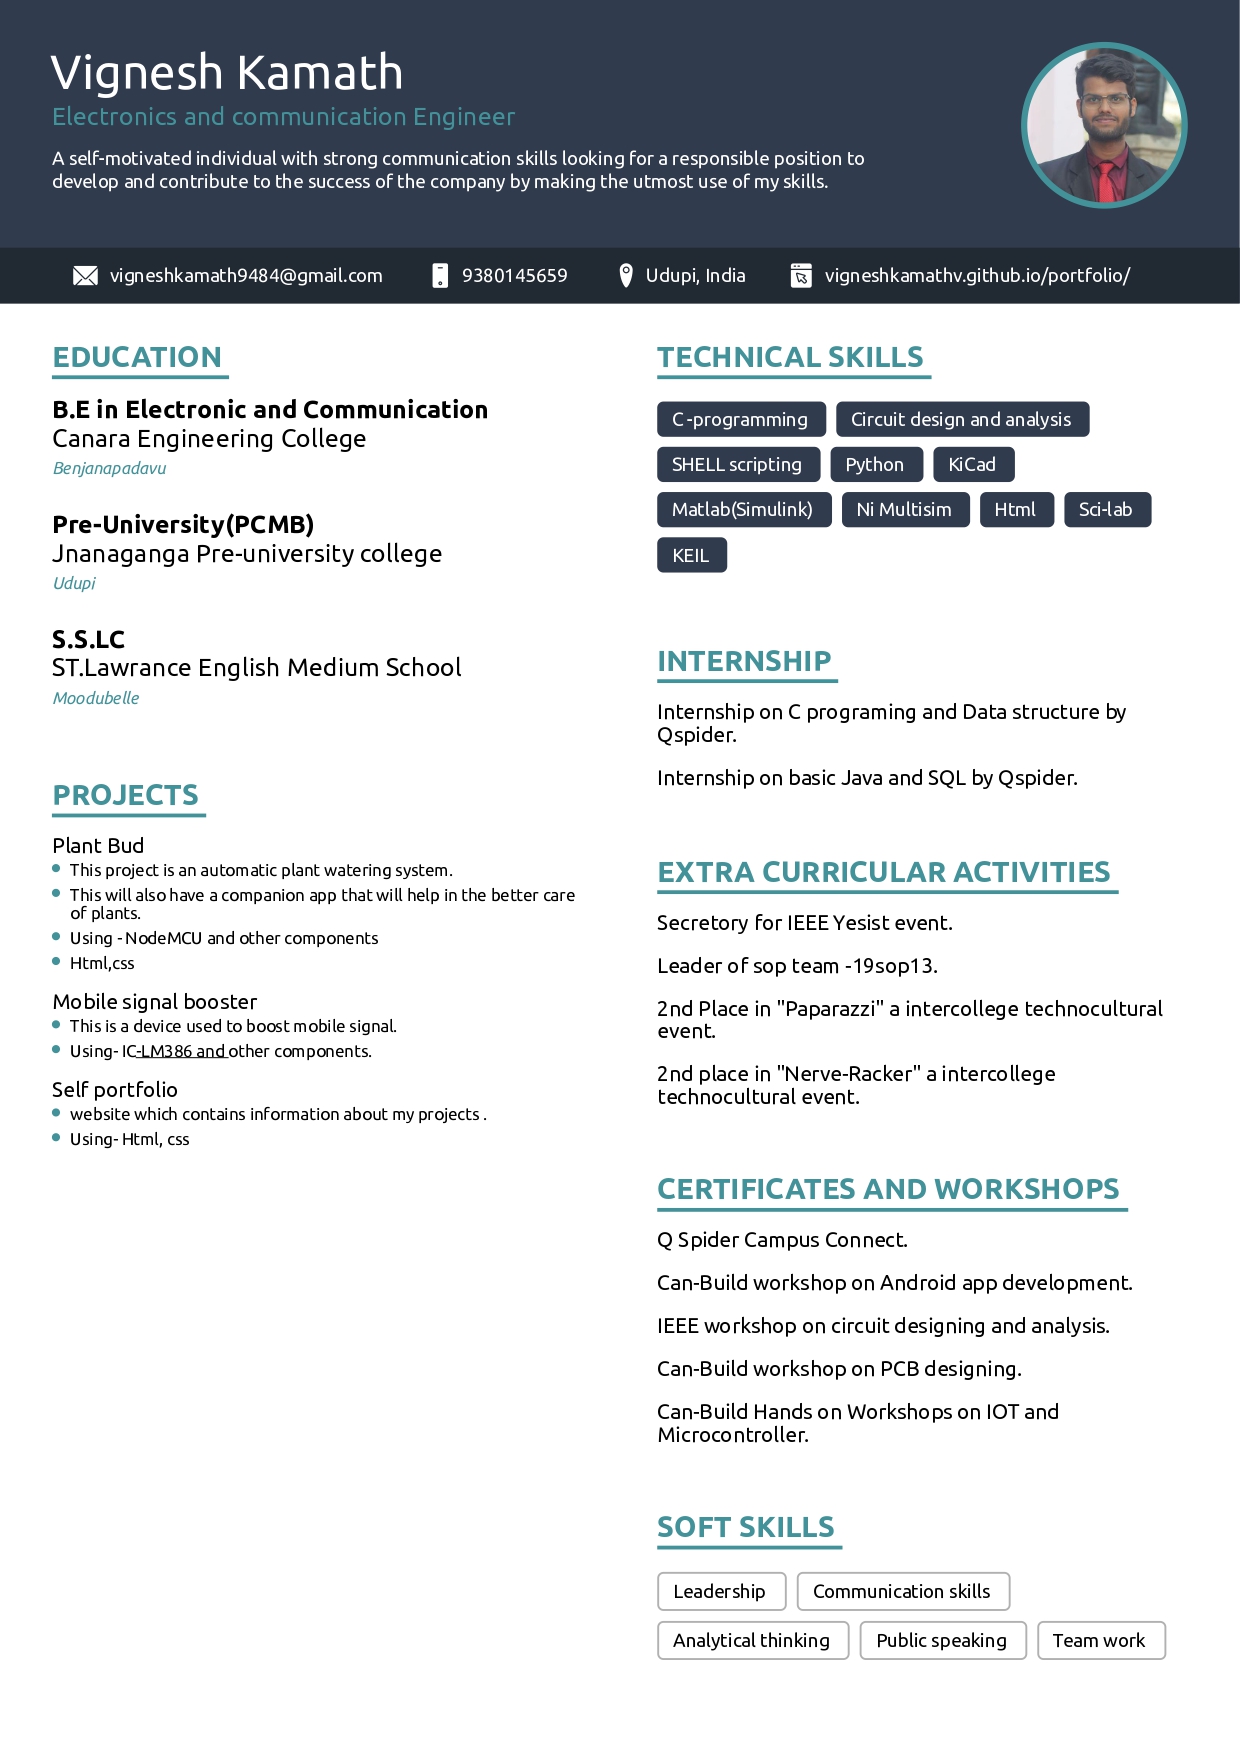 Vignesh Kamath
Electronics and communication Engineer
A self-motivated individual with strong communication skills looking for a responsible position to
develop and contribute to the success of the company by making the utmost use of my skills.
vigneshkamath9484@gmail.com
9380145659
Udupi, India
vigneshkamathv.github.io/portfolio/
EDUCATION
B.E in Electronic and Communication
Canara Engineering College
Benjanapadavu
Pre-University(PCMB)
Jnanaganga Pre-university college
Udupi
S.S.LC
ST.Lawrance English Medium School
Moodubelle
PROJECTS
Plant Bud
This project is an automatic plant watering system.
This will also have a companion app that will help in the better care
of plants.
Using - NodeMCU and other components
Html,css
Mobile signal booster
This is a device used to boost mobile signal.
Using- IC-LM386 and other components.
Self portfolio
website which contains information about my projects .
Using- Html, css
TECHNICAL SKILLS
C -programming
Circuit design and analysis
SHELL scripting
Python
KiCad
Matlab(Simulink)
Ni Multisim
Html
Sci-lab
KEIL
INTERNSHIP
Internship on C programing and Data structure by
Qspider.
Internship on basic Java and SQL by Qspider.
EXTRA CURRICULAR ACTIVITIES
Secretory for IEEE Yesist event.
Leader of sop team -19sop13.
2nd Place in "Paparazzi" a intercollege technocultural
event.
2nd place in "Nerve-Racker" a intercollege
technocultural event.
CERTIFICATES AND WORKSHOPS
Q Spider Campus Connect.
Can-Build workshop on Android app development.
IEEE workshop on circuit designing and analysis.
Can-Build workshop on PCB designing.
Can-Build Hands on Workshops on IOT and
Microcontroller.
SOFT SKILLS
Leadership
Communication skills
Analytical thinking
Public speaking
Team work